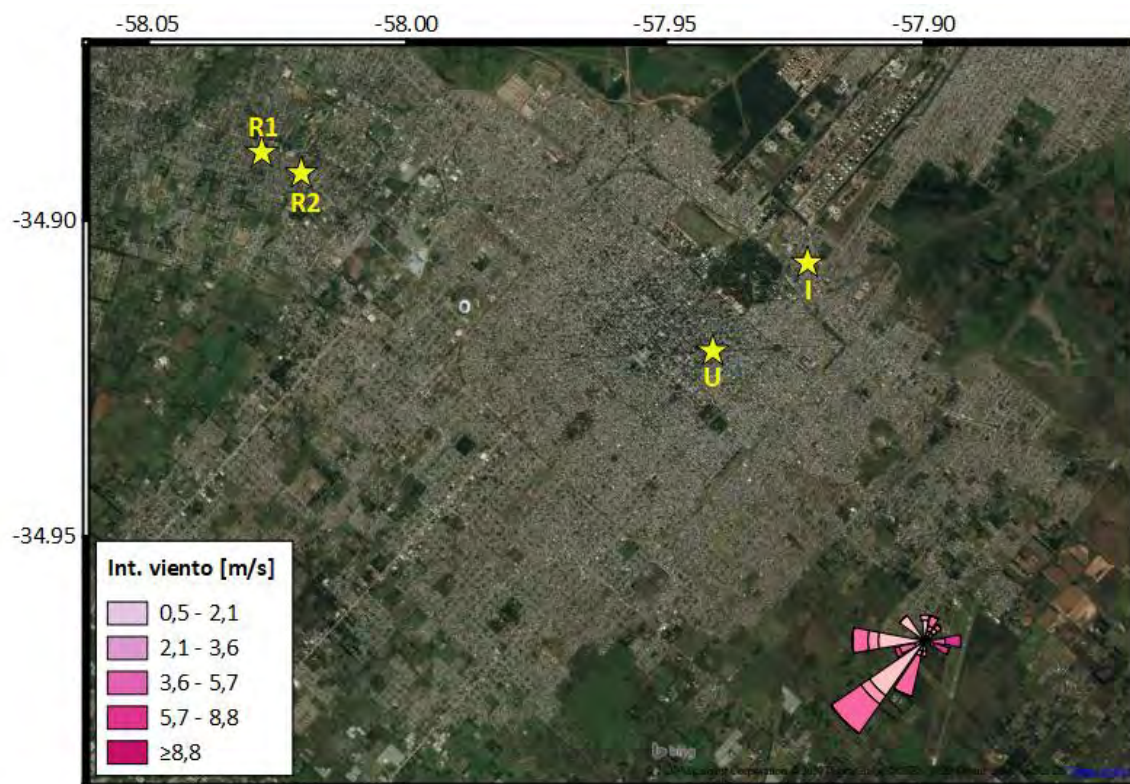 -58.05 -58.00 -57.95 -57.90
R1
R2
-34.90
I
U
-34.95
Int. viento [m/s]
0,5 - 2,1
2,1 - 3,6
3,6 - 5,7
5,7 - 8,8
≥8,8
bing